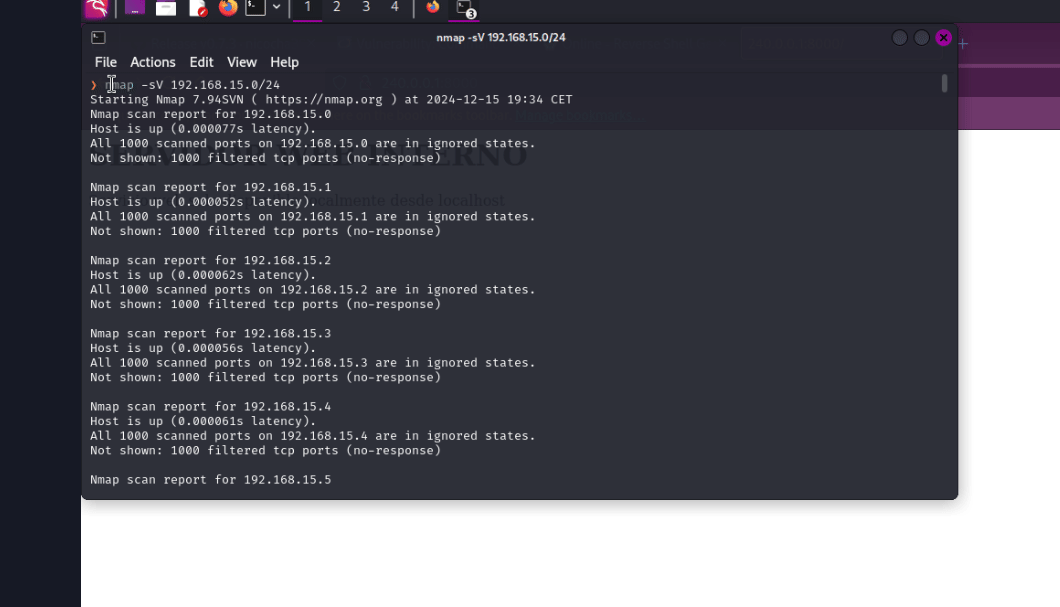 1 2 3 4 3
nmap -sV 192.168.15.0/24
File Actions Edit View Help
❯ nmap -sV 192.168.15.0/24
Starting Nmap 7.94SVN ( https://nmap.org ) at 2024-12-15 19:34 CET
Nmap scan report for 192.168.15.0
Host is up (0.000077s latency).
All 1000 scanned ports on 192.168.15.0 are in ignored states.
Not shown: 1000 filtered tcp ports (no-response)
Nmap scan report for 192.168.15.1
Host is up (0.000052s latency).
All 1000 scanned ports on 192.168.15.1 are in ignored states.
Not shown: 1000 filtered tcp ports (no-response)
Nmap scan report for 192.168.15.2
Host is up (0.000062s latency).
All 1000 scanned ports on 192.168.15.2 are in ignored states.
Not shown: 1000 filtered tcp ports (no-response)
Nmap scan report for 192.168.15.3
Host is up (0.000056s latency).
All 1000 scanned ports on 192.168.15.3 are in ignored states.
Not shown: 1000 filtered tcp ports (no-response)
Nmap scan report for 192.168.15.4
Host is up (0.000061s latency).
All 1000 scanned ports on 192.168.15.4 are in ignored states.
Not shown: 1000 filtered tcp ports (no-response)
Nmap scan report for 192.168.15.5
SERVIDOR WEB INTERNO
localmente desde localhost